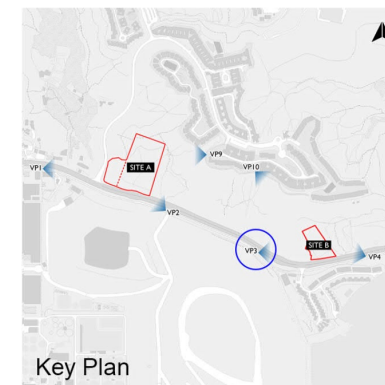 VP9
VP1
SITE A
VP10
VP2
SITE B
VP3
VP4
Key Plan